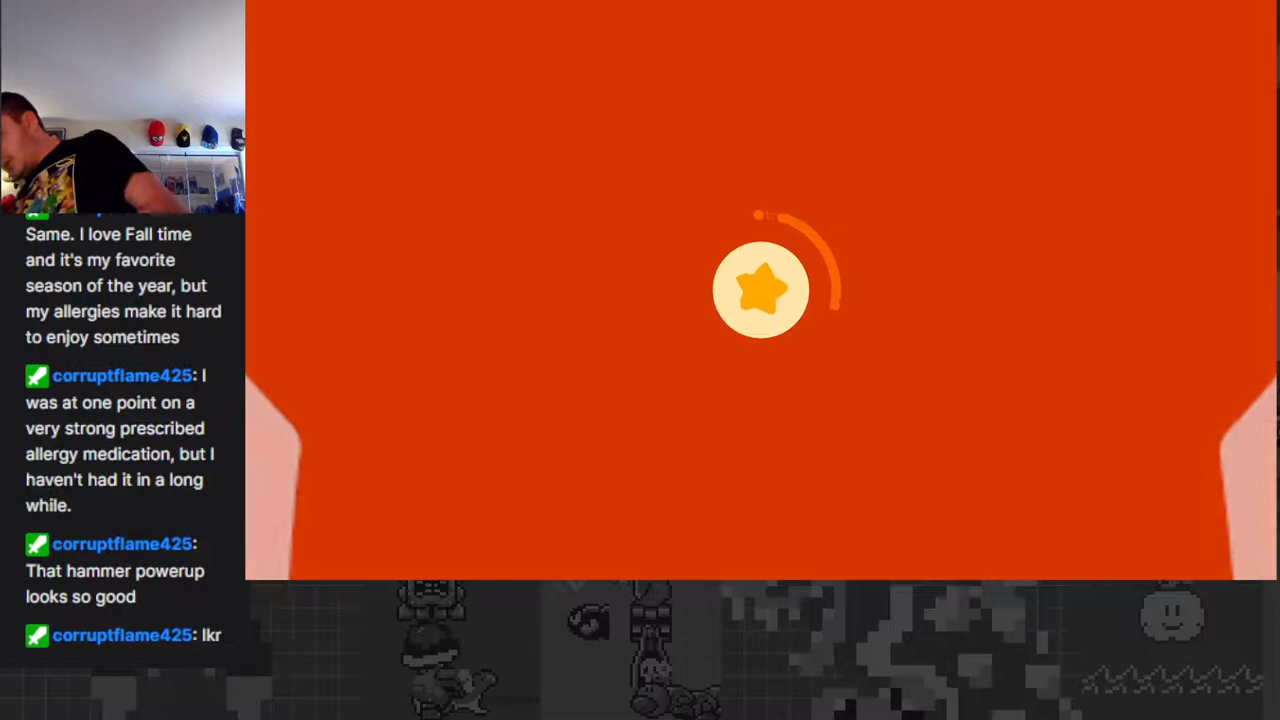 Same. I love Fall time
and it's my favorite
season of the year, but
my allergies make it hard
to enjoy sometimes
corruptflame425: I
was at one point on a
very strong prescribed
allergy medication, but I
haven't had it in a long
while.
corruptflame425:
That hammer powerup
looks so good
corruptflame425: Ikr